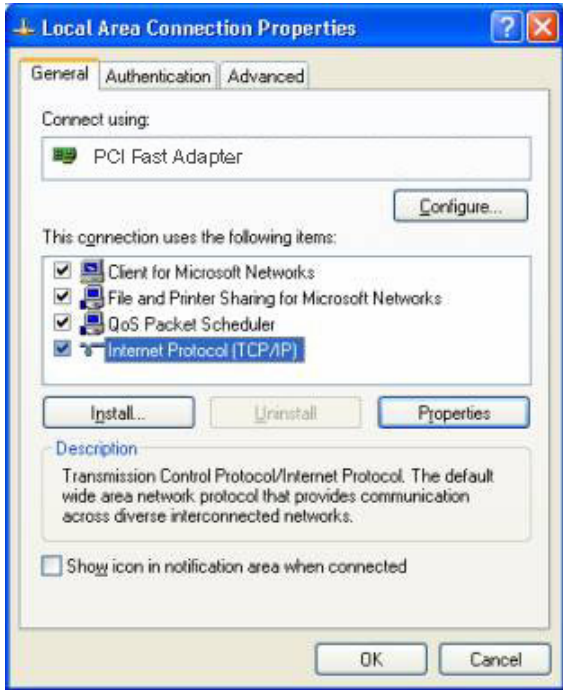 Local Area Connection Properties
?
X
General Authentication Advanced
Connect using:
PCI Fast Adapter
Configure...
This connection uses the following items:
Client for Microsoft Networks
File and Printer Sharing for Microsoft Networks
QoS Packet Scheduler
Internet Protocol (TCP/IP)
Install... Uninstall Properties
Description
Transmission Control Protocol/Internet Protocol. The default
wide area network protocol that provides communication
across diverse interconnected networks.
Show icon in notification area when connected
OK Cancel